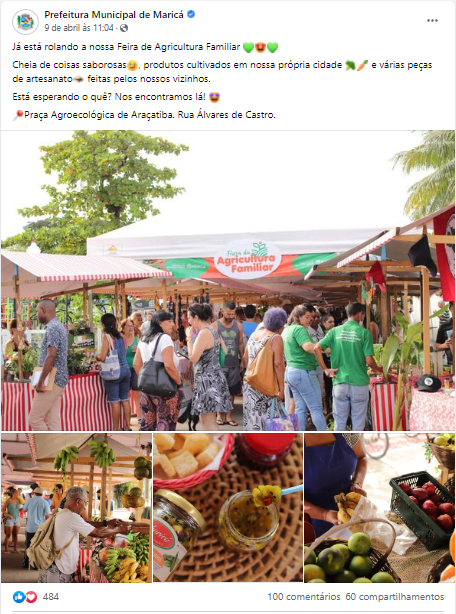 Prefeitura Municipal de Maricá
9 de abril às 11:04 ·
Já está rolando a nossa Feira de Agricultura Familiar 💚🤩💚
Cheia de coisas saborosas😋, produtos cultivados em nossa própria cidade 🥦🥕 e várias peças
de artesanato👒 feitas pelos nossos vizinhos.
Está esperando o quê? Nos encontramos lá! 🤩
📍Praça Agroecológica de Araçatiba. Rua Álvares de Castro.
Feira da
Agricultura
Familiar
484
100 comentários 60 compartilhamentos